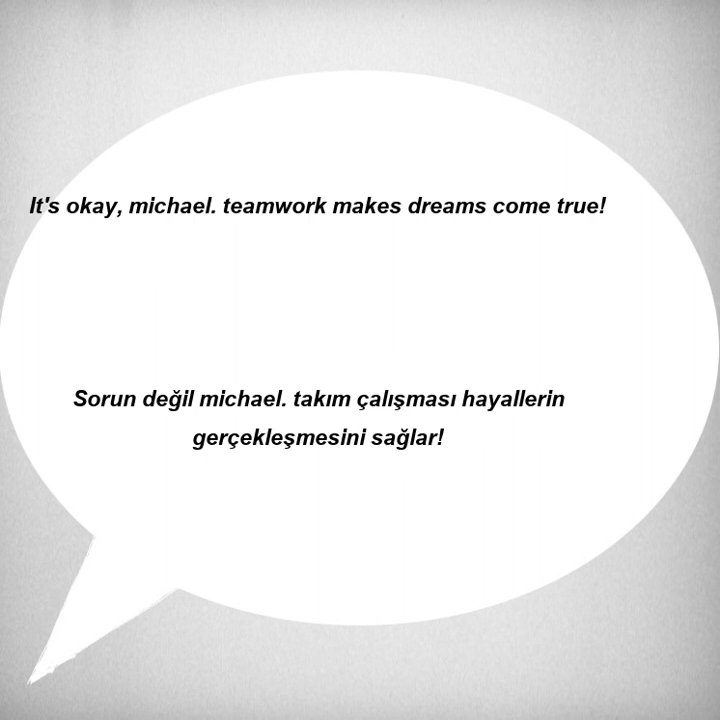 It's okay, michael. teamwork makes dreams come true!
Sorun değil michael. takım çalışması hayallerin
gerçekleşmesini sağlar!